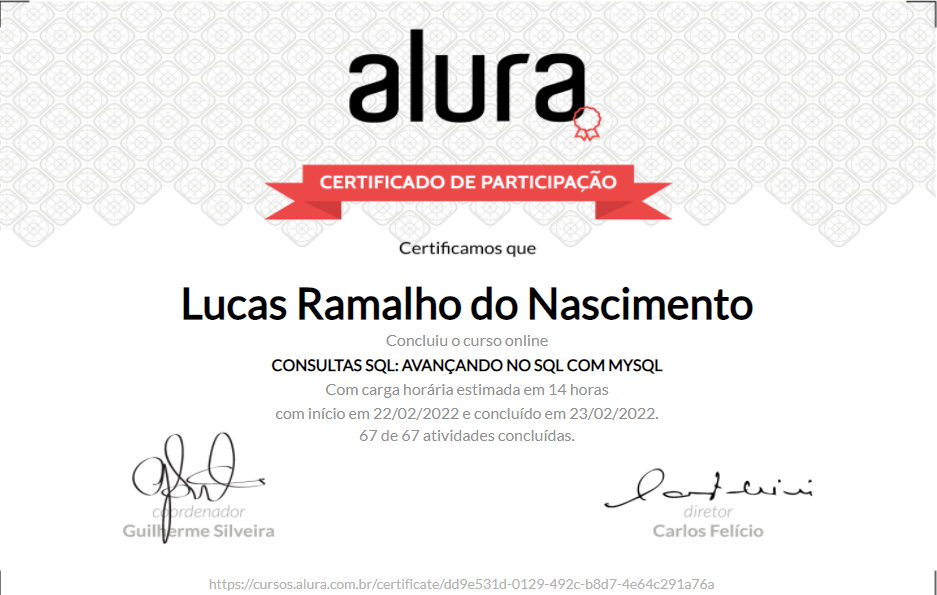 alura
CERTIFICADO DE PARTICIPAÇÃO
Certificamos que
Lucas Ramalho do Nascimento
Concluiu o curso online
CONSULTAS SQL: AVANÇANDO NO SQL COM MYSQL
Com carga horária estimada em 14 horas
com início em 22/02/2022 e concluído em 23/02/2022.
67 de 67 atividades concluídas.
coordenador
Guilherme Silveira
diretor
Carlos Felício
https://cursos.alura.com.br/certificate/dd9e531d-0129-492c-b8d7-4e64c291a76a